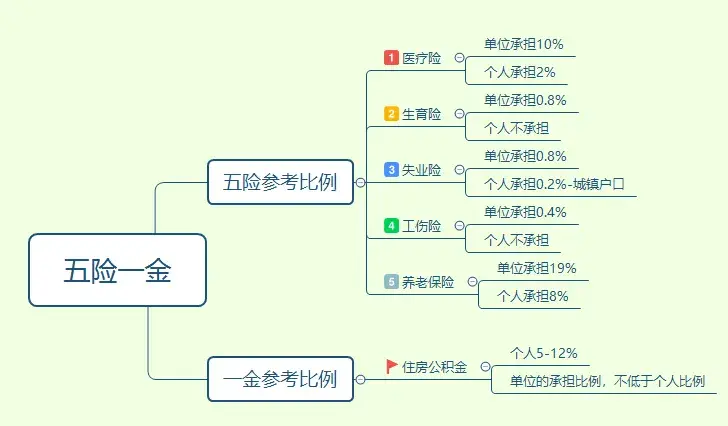 五险一金
五险参考比例
1 医疗险
单位承担10%
个人承担2%
2 生育险
单位承担0.8%
个人不承担
3 失业险
单位承担0.8%
个人承担0.2%-城镇户口
4 工伤险
单位承担0.4%
个人不承担
5 养老保险
单位承担19%
个人承担8%
一金参考比例
住房公积金
个人5-12%
单位的承担比例，不低于个人比例